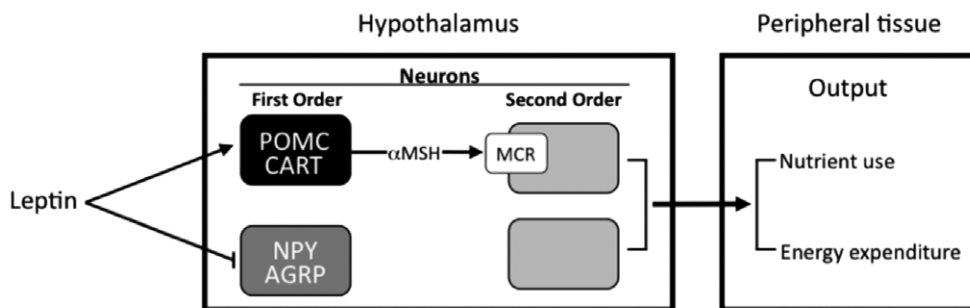 Hypothalamus
Peripheral tissue
Neurons
First Order
Second Order
Output
POMC
CART
αMSH
MCR
Nutrient use
Leptin
NPY
AGRP
Energy expenditure